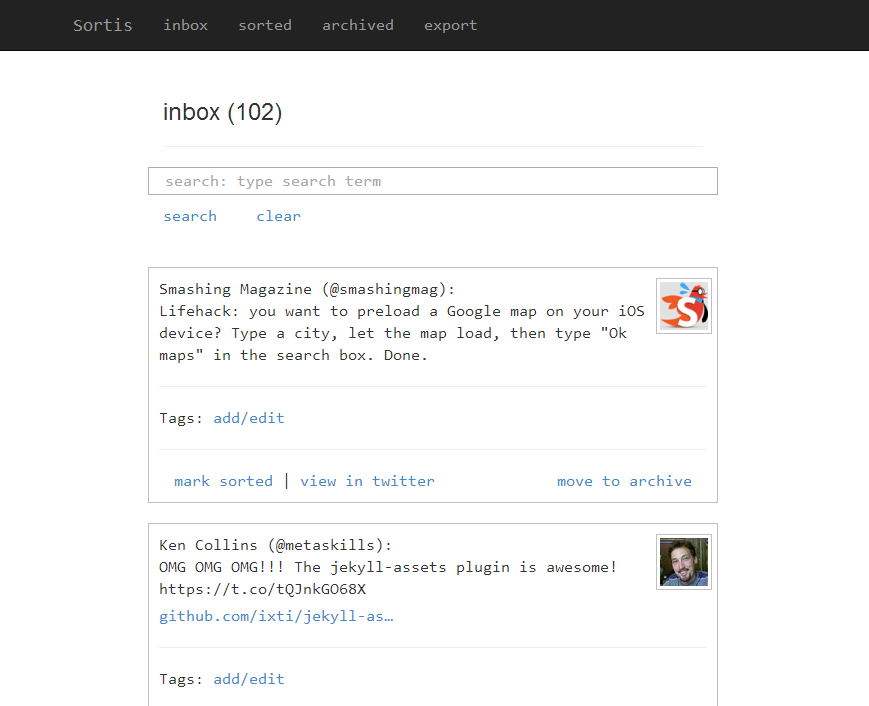 Sortis inbox sorted archived export
inbox (102)
search: type search term
search clear
Smashing Magazine (@smashingmag):
Lifehack: you want to preload a Google map on your iOS
device? Type a city, let the map load, then type "Ok
maps" in the search box. Done.
Tags: add/edit
mark sorted | view in twitter move to archive
Ken Collins (@metaskills):
OMG OMG OMG!!! The jekyll-assets plugin is awesome!
https://t.co/tQJnkGO68X
github.com/ixti/jekyll-as…
Tags: add/edit